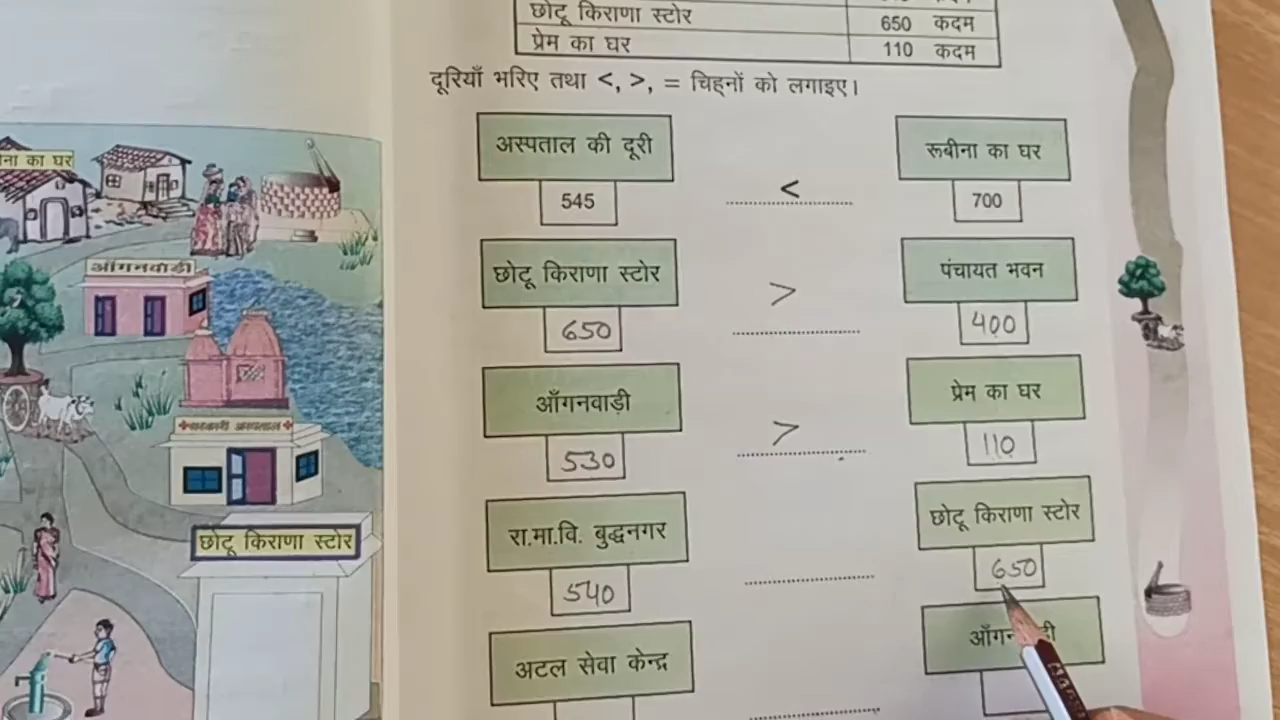 छोटू किराणा स्टोर 650 कदम
प्रेम का घर 110 कदम
दूरियाँ भरिए तथा <, >, = चिह्नों को लगाइए।
अस्पताल की दूरी रूबीना का घर
545 < 700
छोटू किराणा स्टोर पंचायत भवन
650 > 400
आँगनवाड़ी प्रेम का घर
530 > 110
रा.मा.वि. बुद्धनगर छोटू किराणा स्टोर
540 650
अटल सेवा केन्द्र
का घर
आँगनवाड़ी
छोटू किराणा स्टोर